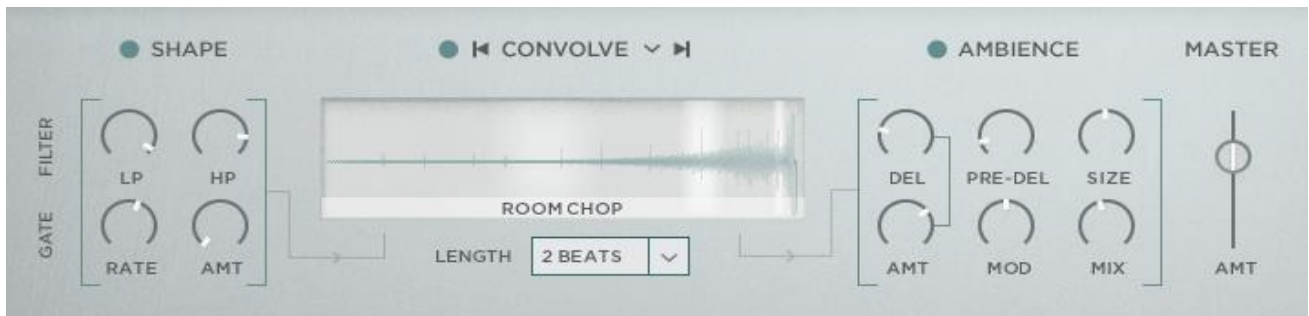 SHAPE
CONVOLVE
AMBIENCE
MASTER
FILTER
LP
HP
DEL
PRE-DEL
SIZE
ROOM CHOP
GATE
RATE
AMT
LENGTH
2 BEATS
AMT
MOD
MIX
AMT